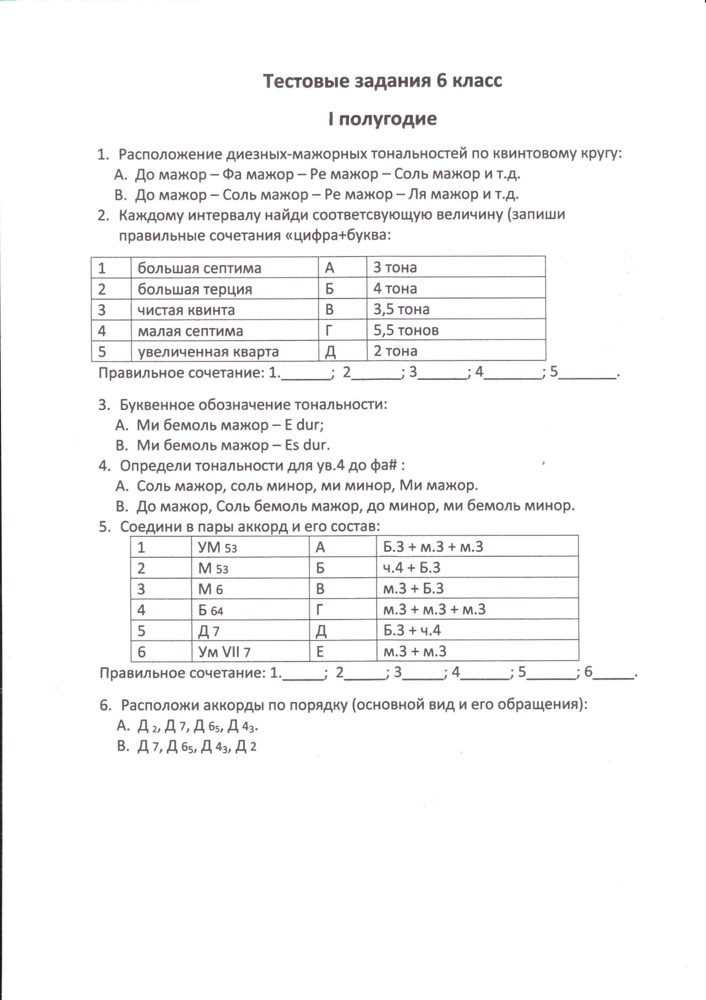 Тестовые задания 6 класс
I полугодие
1. Расположение диезных-мажорных тональностей по квинтовому кругу:
А. До мажор – Фа мажор – Ре мажор – Соль мажор и т.д.
В. До мажор – Соль мажор – Ре мажор – Ля мажор и т.д.
2. Каждому интервалу найди соответсвующую величину (запиши
правильные сочетания «цифра+буква:
1 большая септима А 3 тона
2 большая терция Б 4 тона
3 чистая квинта В 3,5 тона
4 малая септима Г 5,5 тонов
5 увеличенная кварта Д 2 тона
Правильное сочетание: 1.______; 2______; 3______; 4_______; 5_______.
3. Буквенное обозначение тональности:
А. Ми бемоль мажор – E dur;
В. Ми бемоль мажор – Es dur.
4. Определи тональности для ув.4 до фа# :
А. Соль мажор, соль минор, ми минор, Ми мажор.
В. До мажор, Соль бемоль мажор, до минор, ми бемоль минор.
5. Соедини в пары аккорд и его состав:
1 УМ 53 А Б.3 + м.3 + м.3
2 М 53 Б ч.4 + Б.3
3 М 6 В м.3 + Б.3
4 Б 64 Г м.3 + м.3 + м.3
5 Д 7 Д Б.3 + ч.4
6 Ум VII 7 Е м.3 + м.3
Правильное сочетание: 1._____; 2_____; 3_____; 4______; 5______; 6_____.
6. Расположи аккорды по порядку (основной вид и его обращения):
А. Д 2, Д 7, Д 65, Д 43.
В. Д 7, Д 65, Д 43, Д 2